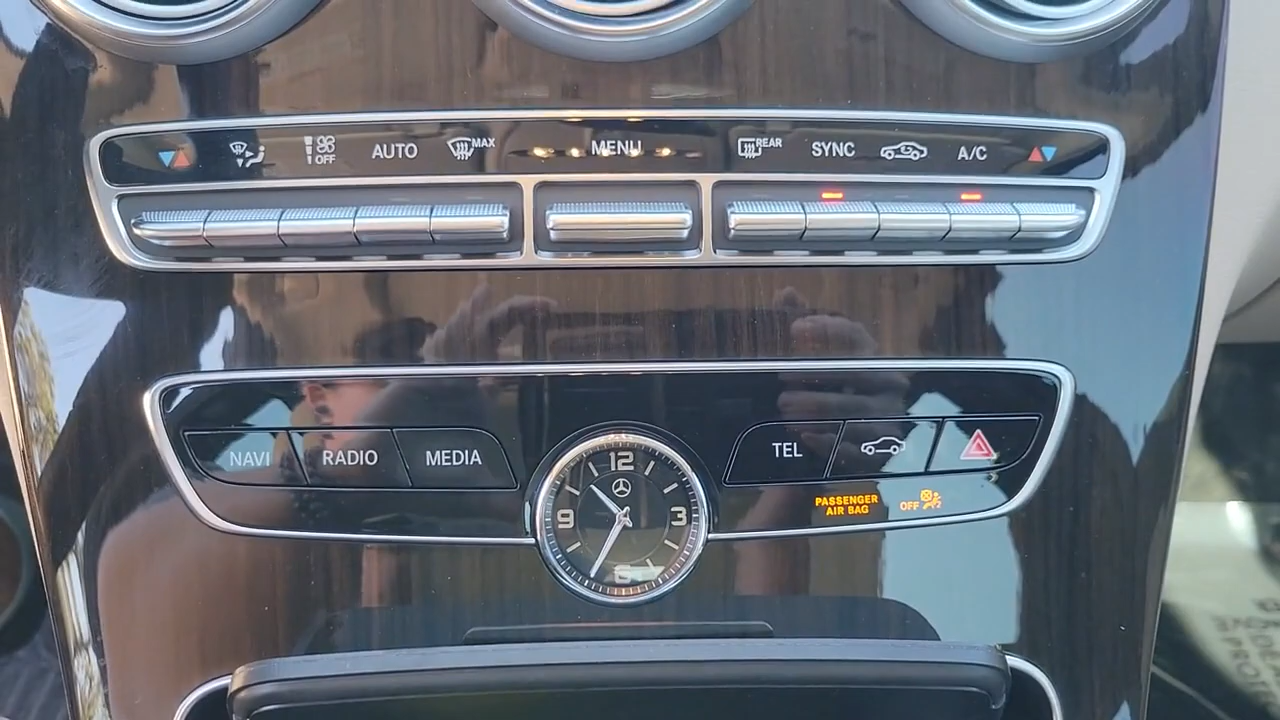 OFF
AUTO
MAX
MENU
REAR
SYNC
A/C
NAVI
RADIO
MEDIA
TEL
PASSENGER
AIR BAG
OFF
12
9
3
6